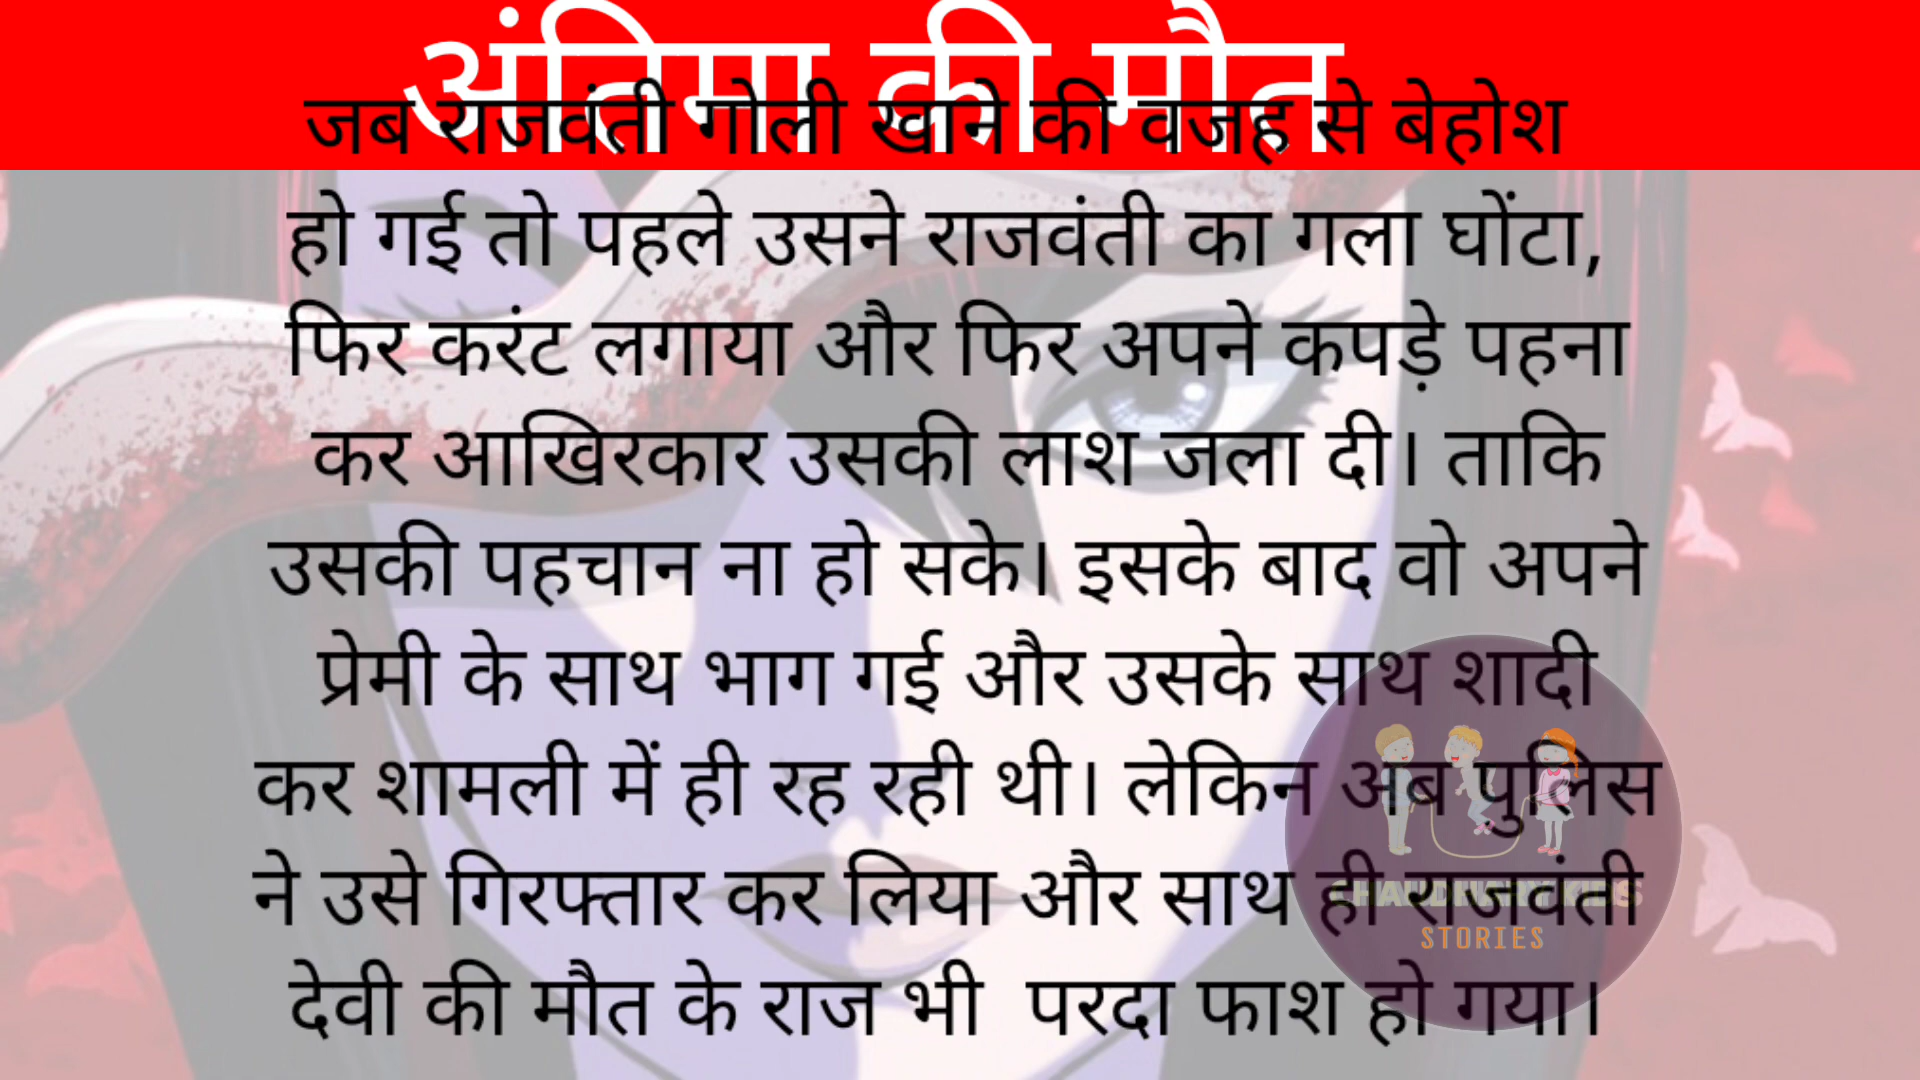 अंतिमा की मौत
जब राजवंती गोली खाने की वजह से बेहोश
हो गई तो पहले उसने राजवंती का गला घोंटा,
फिर करंट लगाया और फिर अपने कपड़े पहना
कर आखिरकार उसकी लाश जला दी। ताकि
उसकी पहचान ना हो सके। इसके बाद वो अपने
प्रेमी के साथ भाग गई और उसके साथ शादी
कर शामली में ही रह रही थी। लेकिन अब पुलिस
ने उसे गिरफ्तार कर लिया और साथ ही राजवंती
देवी की मौत के राज भी परदा फाश हो गया।
CHAUDHARY KIDS
STORIES